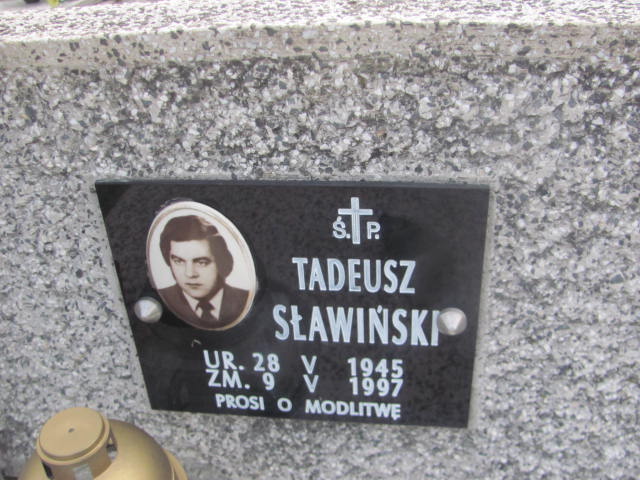 Ś. P.
TADEUSZ
SŁAWIŃSKI
UR. 28 V 1945
ZM. 9 V 1997
PROSI O MODLITWĘ